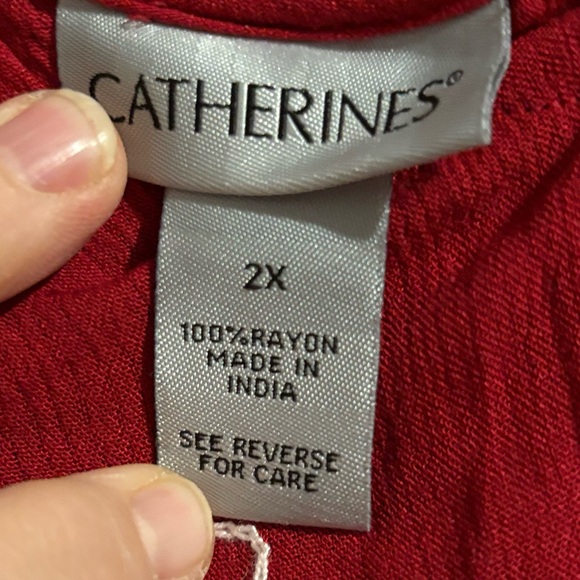 CATHERINES®
2X
100%RAYON
MADE IN
INDIA
SEE REVERSE
FOR CARE